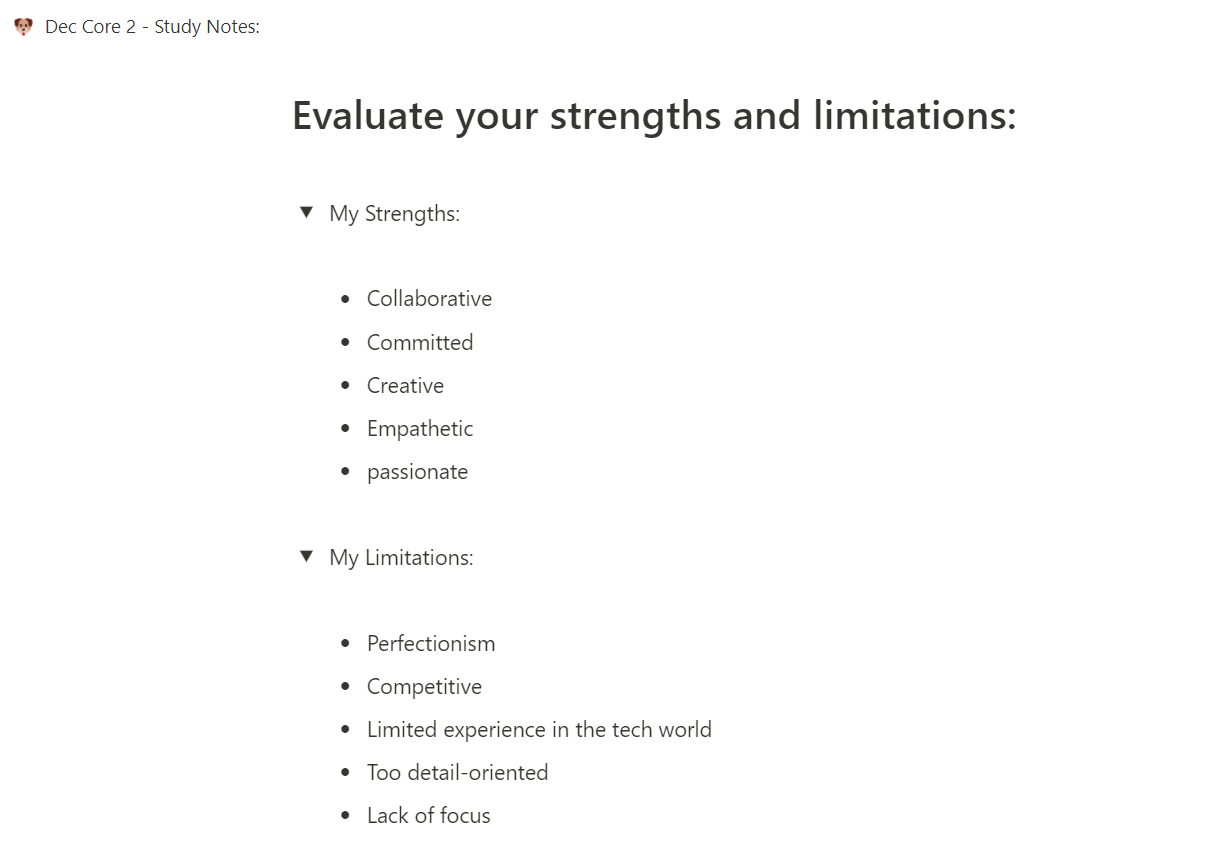 Dec Core 2 - Study Notes:
Evaluate your strengths and limitations:
My Strengths:
Collaborative
Committed
Creative
Empathetic
passionate
My Limitations:
Perfectionism
Competitive
Limited experience in the tech world
Too detail-oriented
Lack of focus